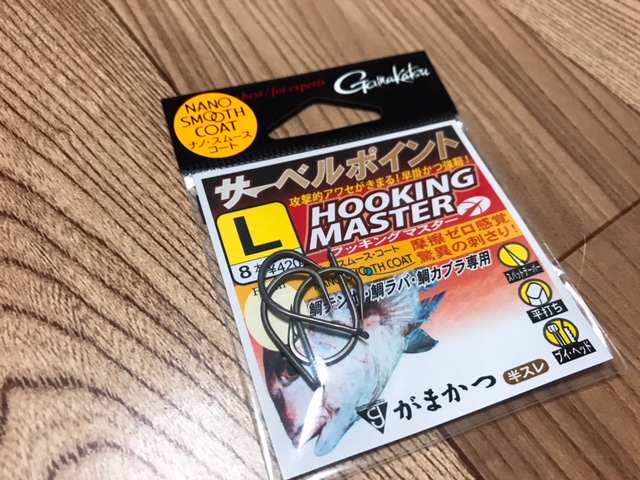 best/for experts
Gamakatsu
NANO
SMOOTH
COAT
ナノ・スムース
コート
サーベルポイント
攻撃的アワセがきまる!早掛かつ強靭!
L
HOOKING
MASTER
フッキング マスター
スムース・コート
SMOOTH COAT
摩擦ゼロ感覚
驚異の刺さり!
鯛ラバ・鯛カブラ専用
スパットテーパー
平打ち
ブイ・ヘッド
がまかつ
半スレ